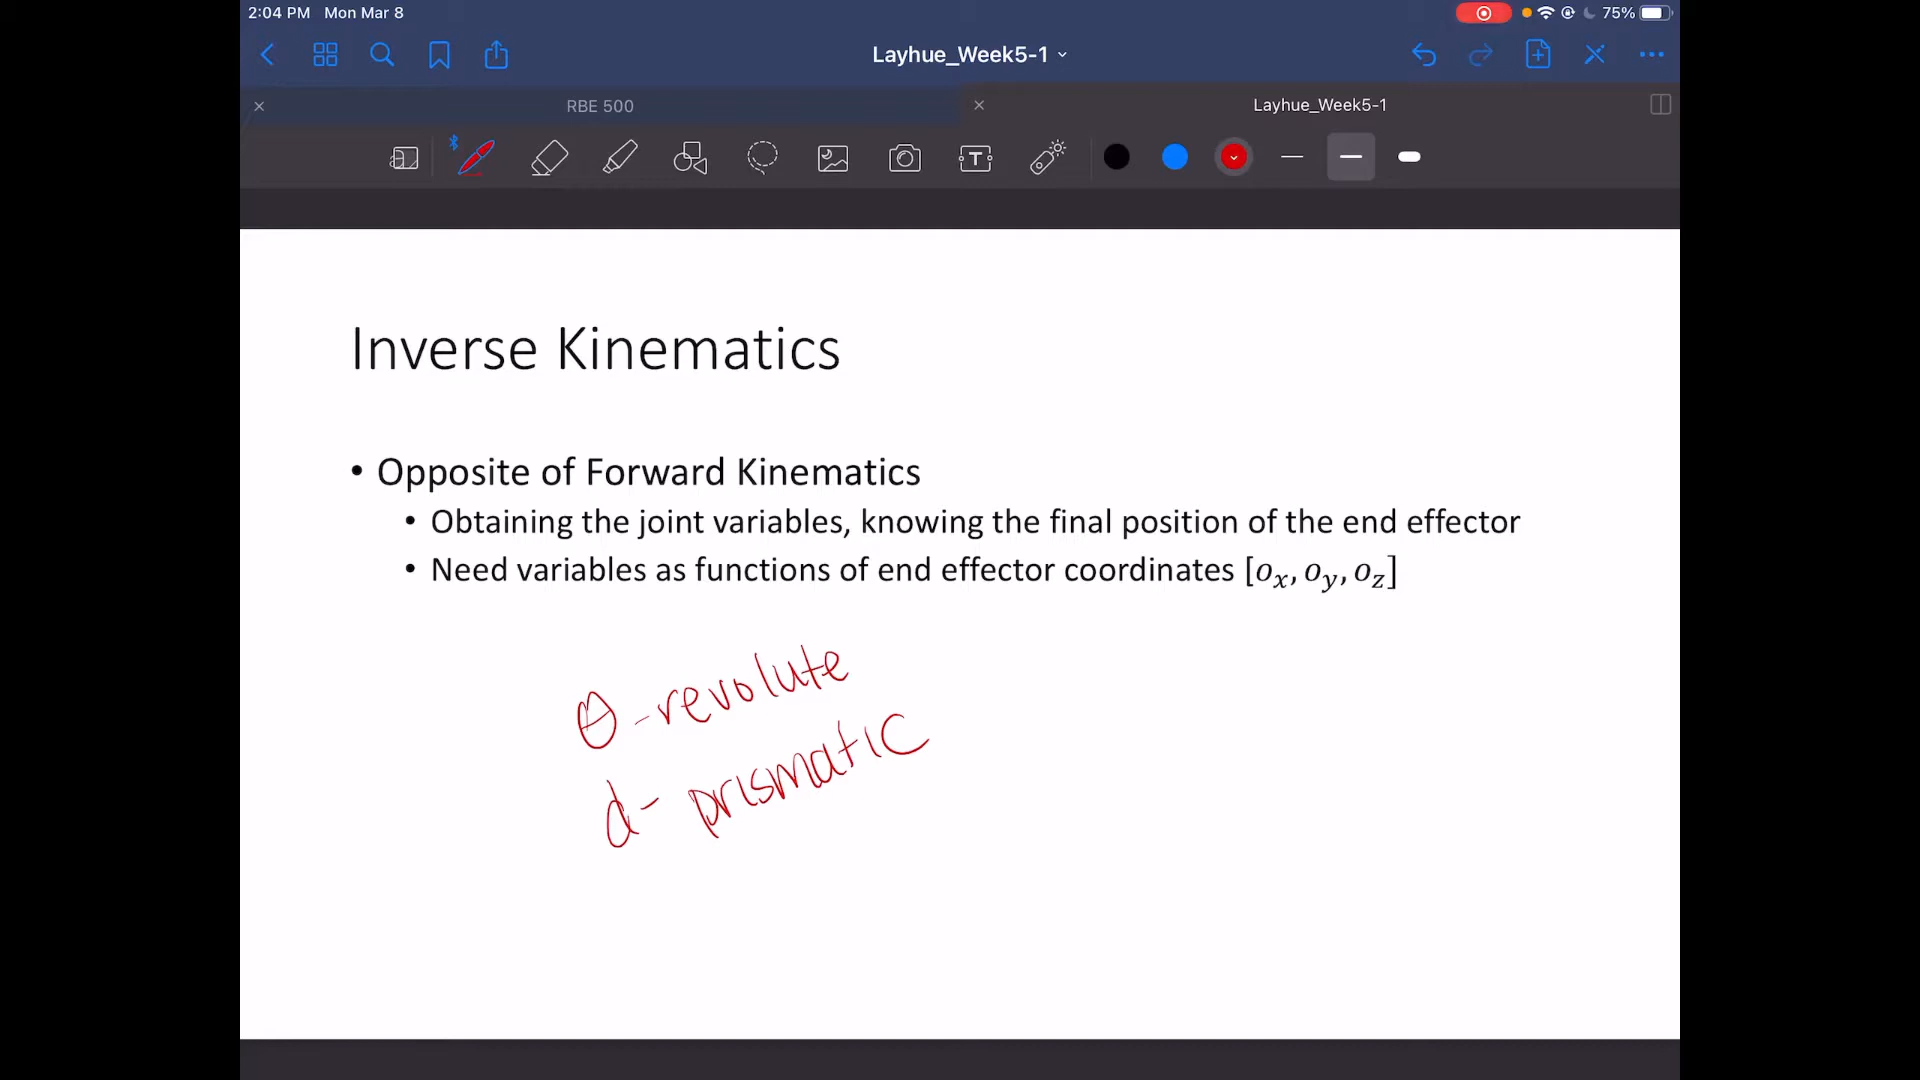 2:04 PM Mon Mar 8
75%
Layhue_Week5-1
RBE 500
Layhue_Week5-1
Inverse Kinematics
• Opposite of Forward Kinematics
• Obtaining the joint variables, knowing the final position of the end effector
• Need variables as functions of end effector coordinates [oₓ, o_y, o_z]
θ - revolute
d - prismatic